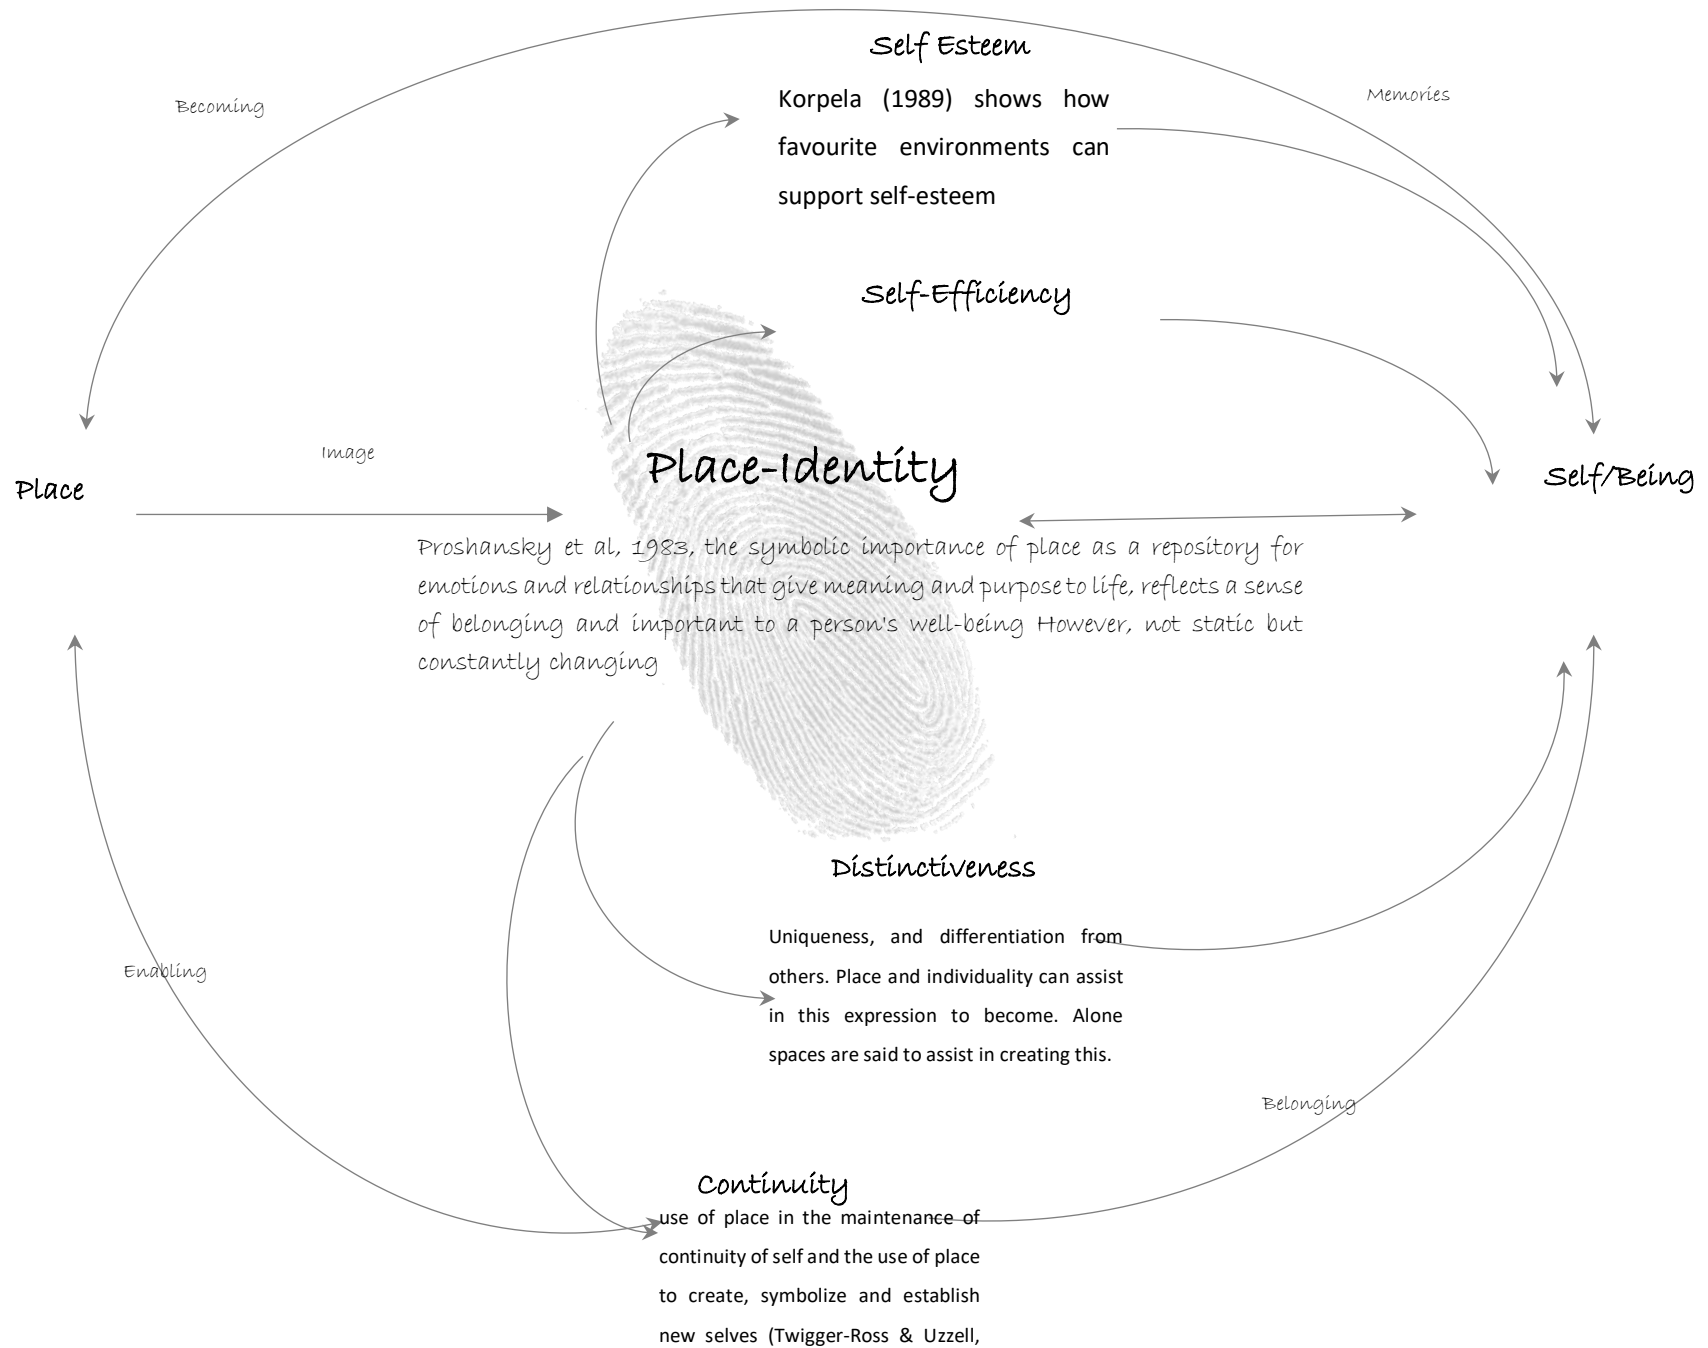 Self Esteem
Becoming
Memories
Korpela (1989) shows how
favourite environments can
support self-esteem
Self-Efficiency
Image
Place-Identity
Place
Self/Being
Proshansky et al, 1983, the symbolic importance of place as a repository for
emotions and relationships that give meaning and purpose to life, reflects a sense
of belonging and important to a person's well-being However, not static but
constantly changing
Distinctiveness
Uniqueness, and differentiation from
others. Place and individuality can assist
in this expression to become. Alone
spaces are said to assist in creating this.
Enabling
Belonging
Continuity
use of place in the maintenance of
continuity of self and the use of place
to create, symbolize and establish
new selves (Twigger-Ross & Uzzell,